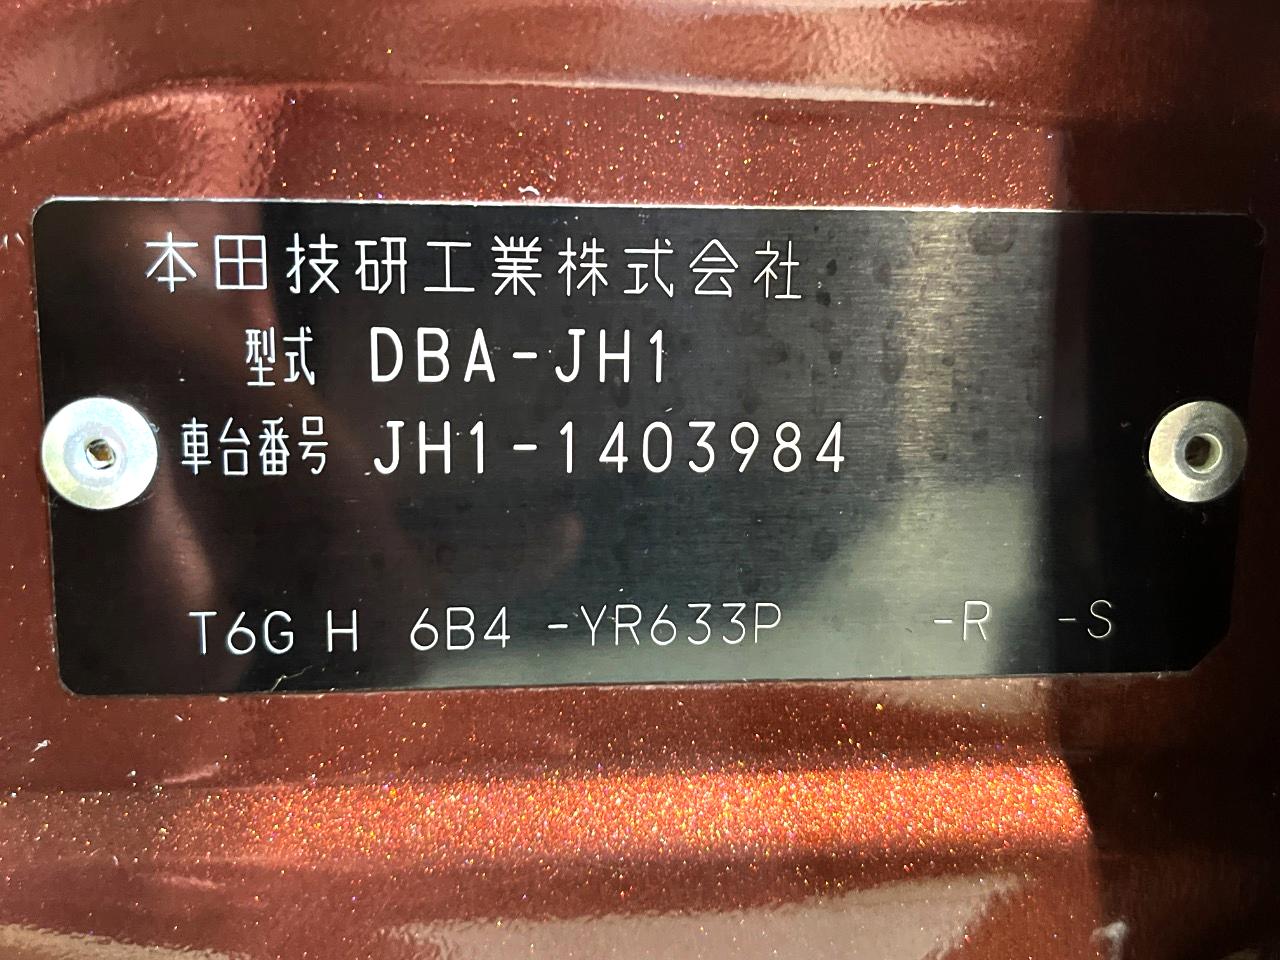 本田技研工業株式会社
型式 DBA-JH1
車台番号 JH1-1403984
T6G H 6B4 -YR633P -R -S